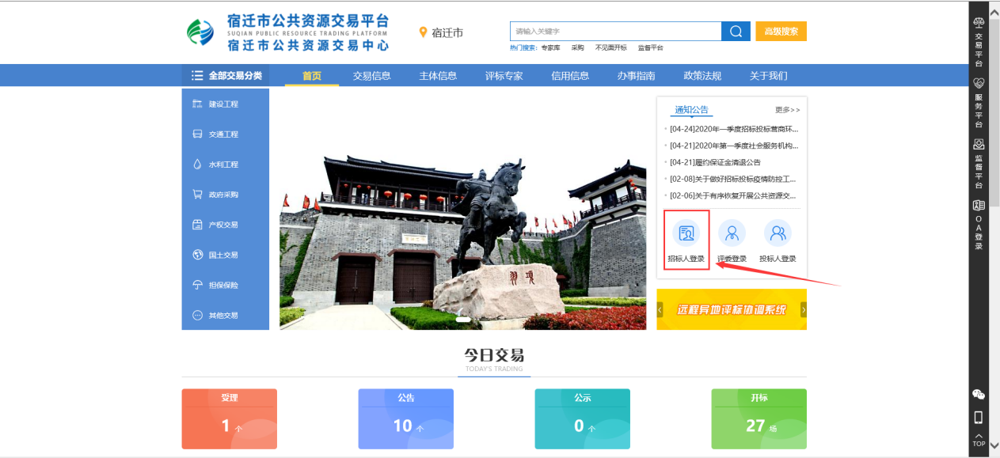 宿迁市公共资源交易平台
SUQIAN PUBLIC RESOURCE TRADING PLATFORM
宿迁市公共资源交易中心
宿迁市
请输入关键字
高级搜索
热门搜索: 专家库 采购 不见面开标 监督平台
全部交易分类 首页 交易信息 主体信息 评标专家 信用信息 办事指南 政策法规 关于我们
建设工程
交通工程
水利工程
政府采购
产权交易
国土交易
担保保险
其他交易
项羽
通知公告 更多>>
[04-24]2020年一季度招标投标营商环...
[04-21]2020年第一季度社会服务机构...
[04-21]履约保证金清退公告
[02-08]关于做好招标投标疫情防控工...
[02-06]关于有序恢复开展公共资源交...
招标人登录 评委登录 投标人登录
远程异地评标协调系统
今日交易
TODAY'S TRADING
受理 公告 公示 开标
1 个 10 个 0 个 27 场
交易平台
服务平台
监督平台
OA登录
TOP